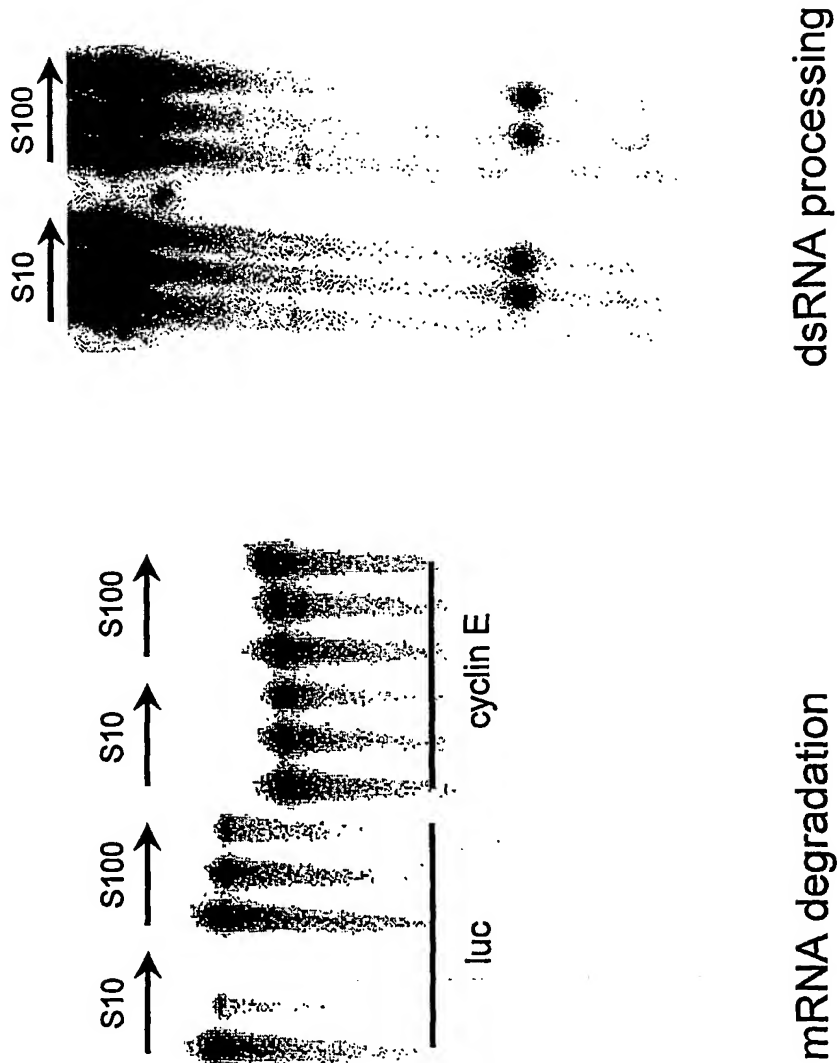 S10 S100 S10 S100
luc cyclin E
mRNA degradation
S10 S100
dsRNA processing